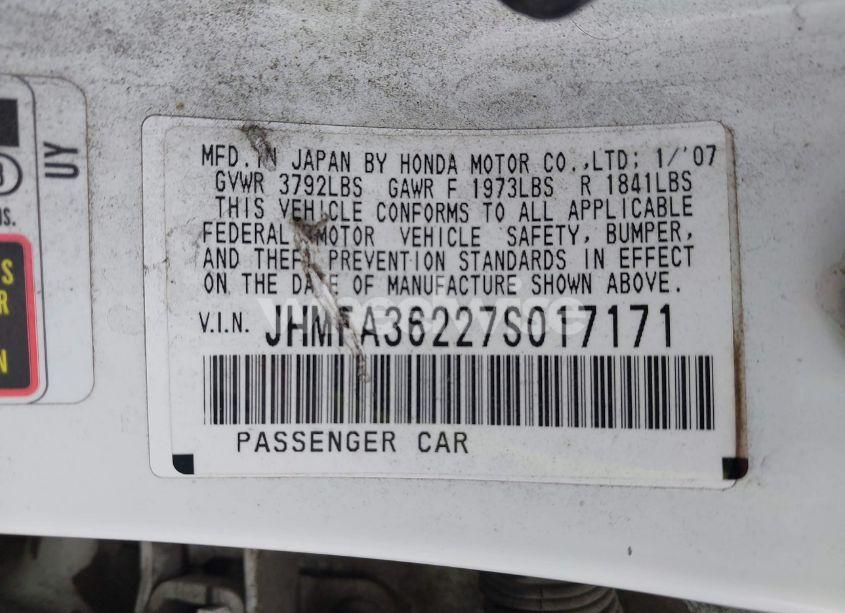 UY
MFD. IN JAPAN BY HONDA MOTOR CO.,LTD; 1/'07
GVWR 3792LBS GAWR F 1973LBS R 1841LBS
THIS VEHICLE CONFORMS TO ALL APPLICABLE
FEDERAL MOTOR VEHICLE SAFETY, BUMPER,
AND THEFT PREVENTION STANDARDS IN EFFECT
ON THE DATE OF MANUFACTURE SHOWN ABOVE.
V.I.N. JHMFA36227S017171
PASSENGER CAR